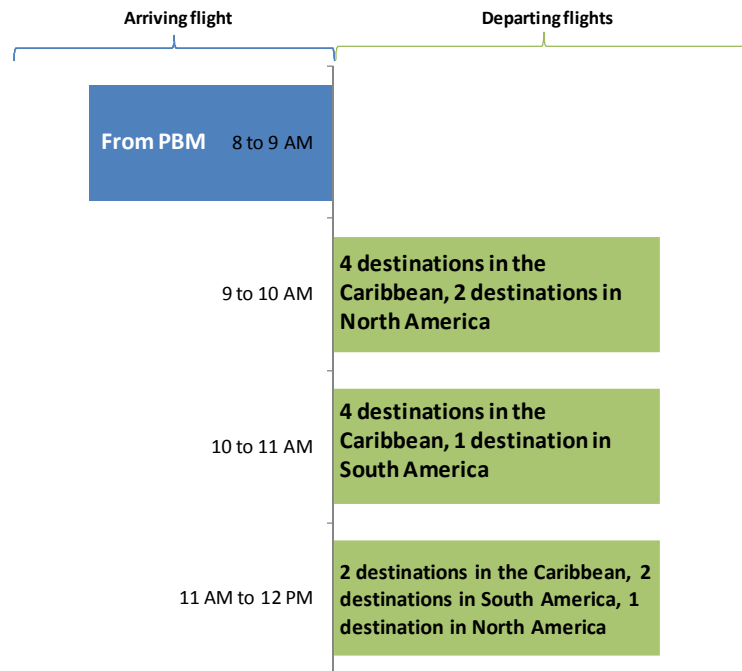 Arriving flight
Departing flights
From PBM 8 to 9 AM
9 to 10 AM
4 destinations in the
Caribbean, 2 destinations in
North America
10 to 11 AM
4 destinations in the
Caribbean, 1 destination in
South America
11 AM to 12 PM
2 destinations in the Caribbean, 2
destinations in South America, 1
destination in North America